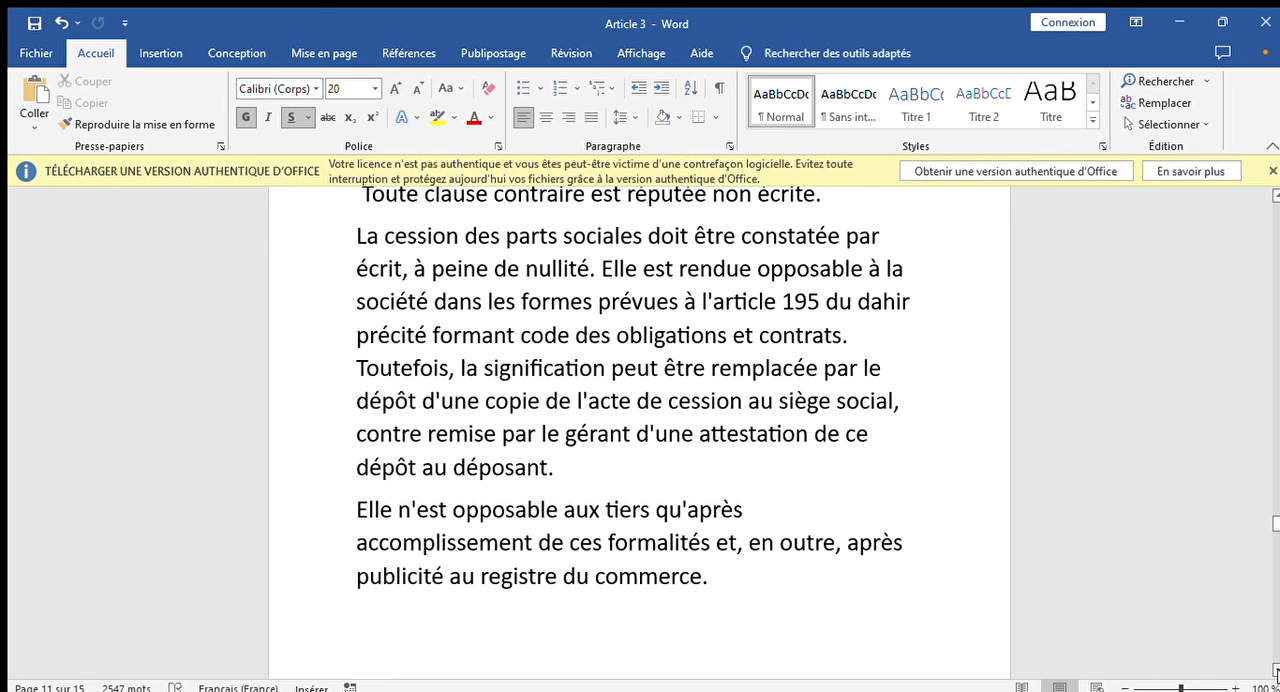 Article 3 - Word
Connexion
Fichier Accueil Insertion Conception Mise en page Références Publipostage Révision Affichage Aide Rechercher des outils adaptés
Coller
Couper
Copier
Reproduire la mise en forme
Presse-papiers
Calibri (Corps) 20
Aa
G I S abc x₂ x² A A
Police
Paragraphe
AaBbCcDc AaBbCcDc AaBbCc AaBbCcD AaB
¶ Normal ¶ Sans int... Titre 1 Titre 2 Titre
Styles
Rechercher
Remplacer
Sélectionner
Édition
TÉLÉCHARGER UNE VERSION AUTHENTIQUE D'OFFICE
Votre licence n'est pas authentique et vous êtes peut-être victime d'une contrefaçon logicielle. Evitez toute
interruption et protégez aujourd'hui vos fichiers grâce à la version authentique d'Office.
Obtenir une version authentique d'Office
En savoir plus
Toute clause contraire est réputée non écrite.
La cession des parts sociales doit être constatée par
écrit, à peine de nullité. Elle est rendue opposable à la
société dans les formes prévues à l'article 195 du dahir
précité formant code des obligations et contrats.
Toutefois, la signification peut être remplacée par le
dépôt d'une copie de l'acte de cession au siège social,
contre remise par le gérant d'une attestation de ce
dépôt au déposant.
Elle n'est opposable aux tiers qu'après
accomplissement de ces formalités et, en outre, après
publicité au registre du commerce.
Page 11 sur 15 2547 mots Français (France) Insérer 100 %